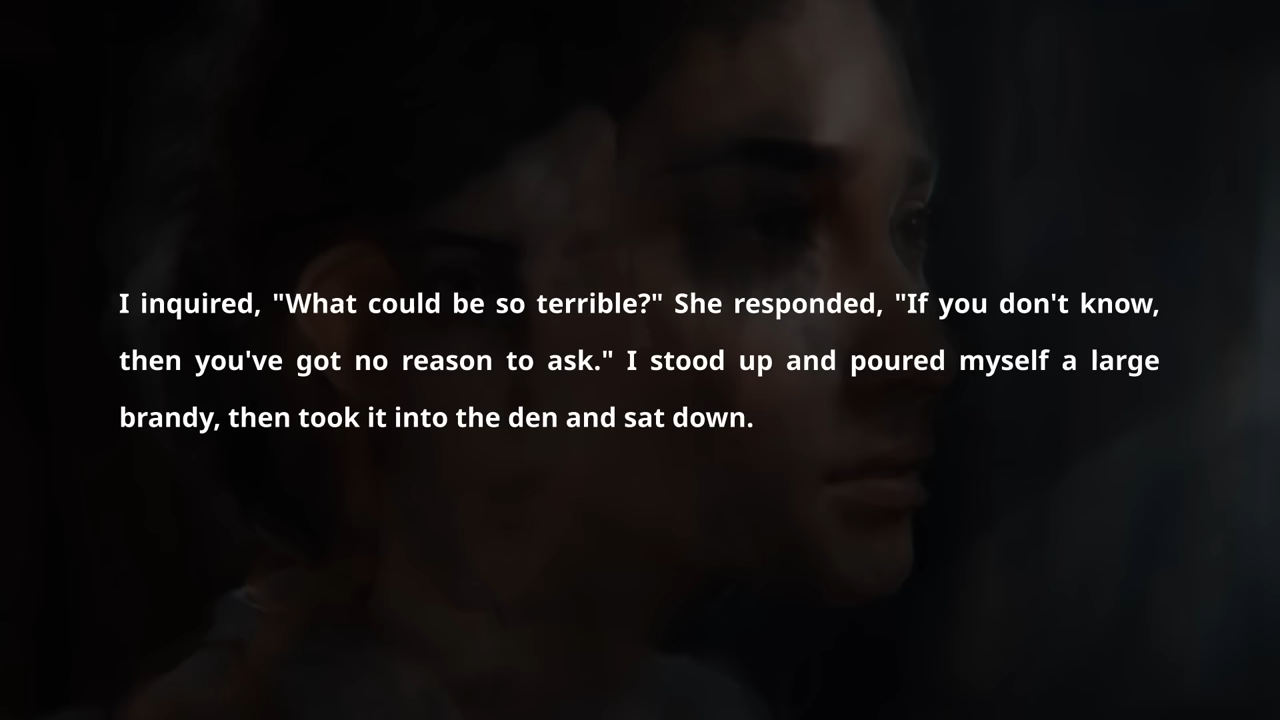 I inquired, "What could be so terrible?" She responded, "If you don't know,
then you've got no reason to ask." I stood up and poured myself a large
brandy, then took it into the den and sat down.